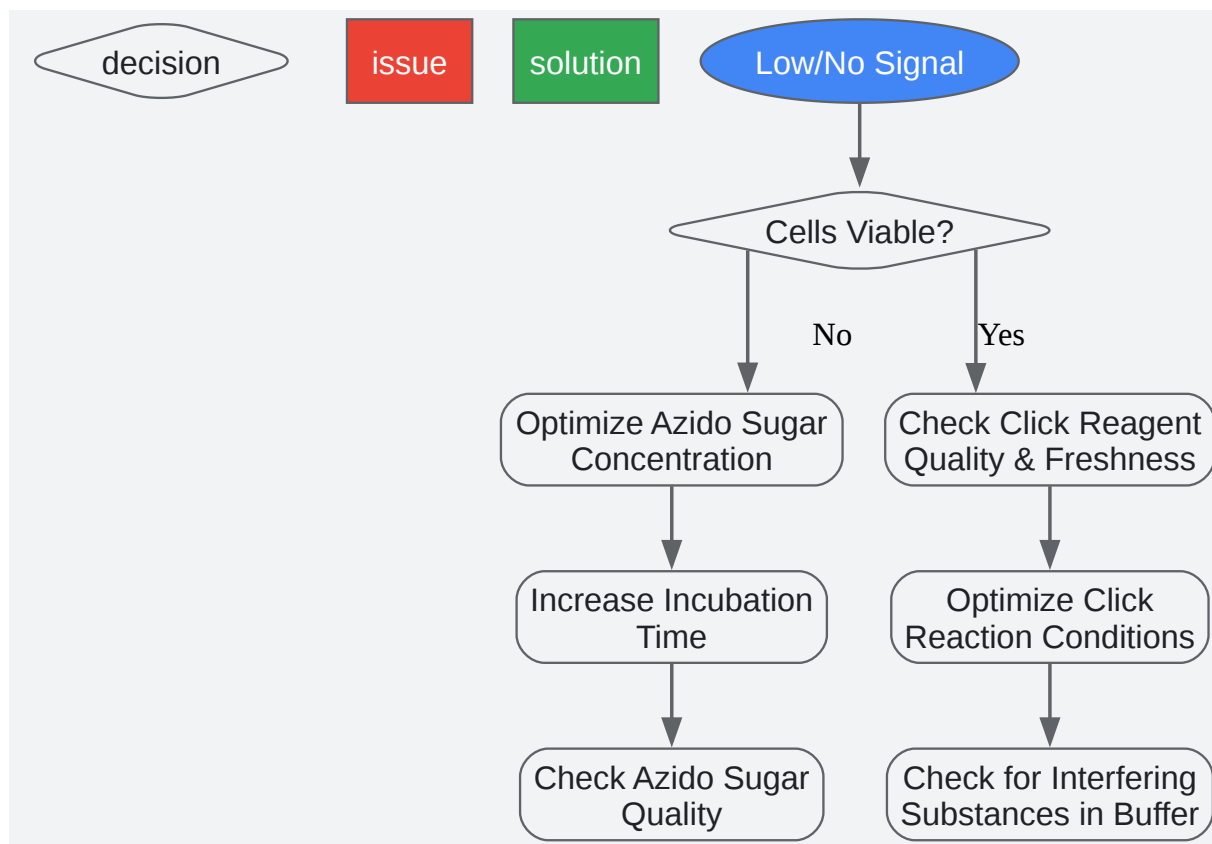 decision
issue
solution
Low/No Signal
Cells Viable?
No
Yes
Optimize Azido Sugar
Concentration
Check Click Reagent
Quality & Freshness
Increase Incubation
Time
Optimize Click
Reaction Conditions
Check Azido Sugar
Quality
Check for Interfering
Substances in Buffer